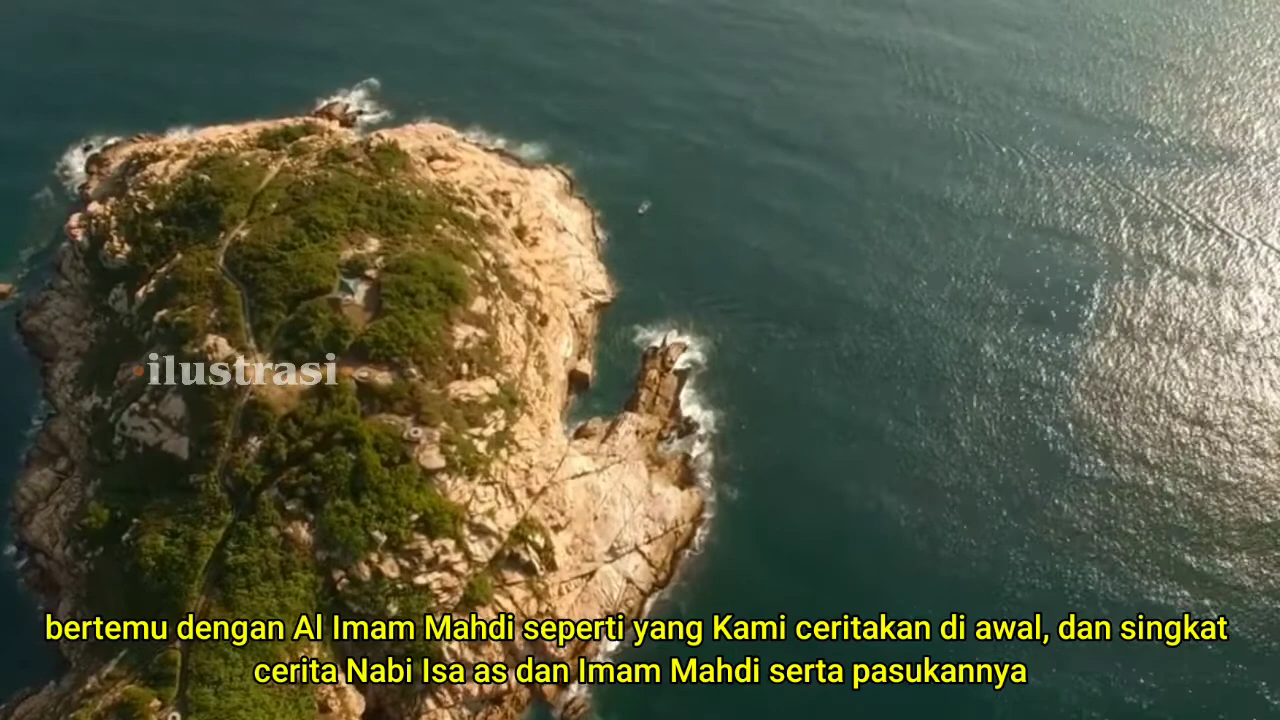 •ilustrasi•
bertemu dengan Al Imam Mahdi seperti yang Kami ceritakan di awal, dan singkat
cerita Nabi Isa as dan Imam Mahdi serta pasukannya